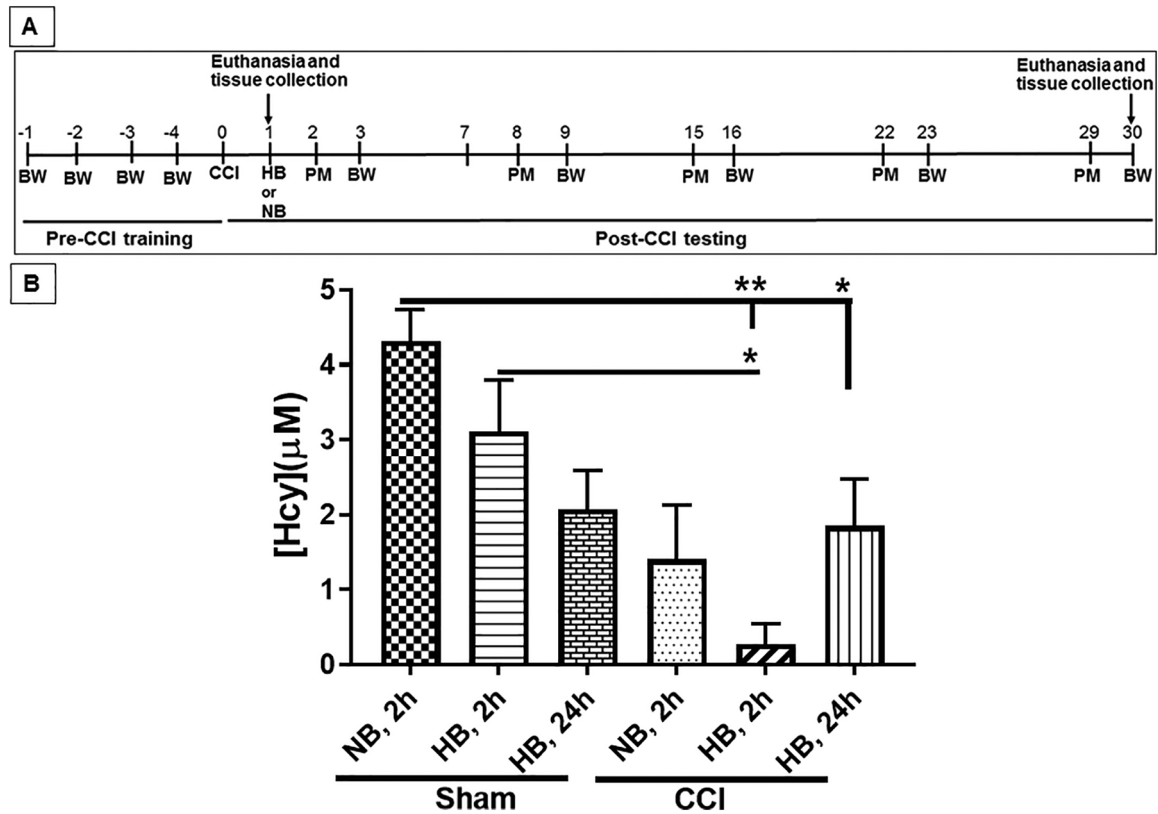 A
Euthanasia and
tissue collection
Euthanasia and
tissue collection
-1 -2 -3 -4 0 1 2 3 7 8 9 15 16 22 23 29 30
BW BW BW BW CCI HB PM BW PM BW PM BW PM BW PM BW
or
NB
Pre-CCI training Post-CCI testing
B
** *
*
[Hcy](μM)
5
4
3
2
1
0
NB, 2h HB, 2h HB, 24h NB, 2h HB, 2h HB, 24h
Sham CCI